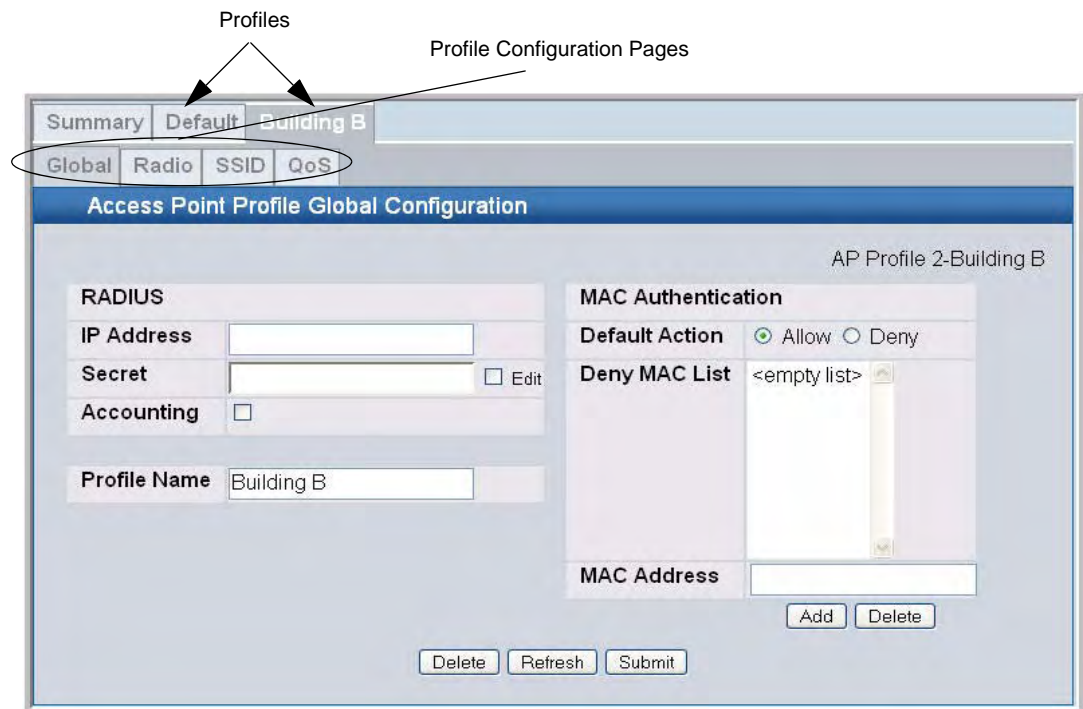 Profiles
Profile Configuration Pages
Summary Default Building B
Global Radio SSID QoS
Access Point Profile Global Configuration
AP Profile 2-Building B
RADIUS
IP Address
Secret Edit
Accounting
Profile Name Building B
MAC Authentication
Default Action Allow Deny
Deny MAC List <empty list>
MAC Address
Add Delete
Delete Refresh Submit